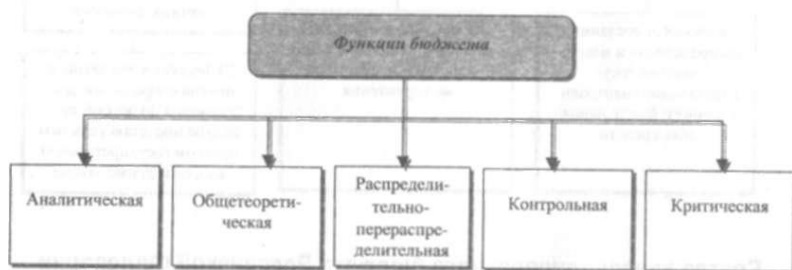 Функции бюджета
Аналитическая
Общетеорети-
ческая
Распредели-
тельно-
перераспре-
делительная
Контрольная
Критическая